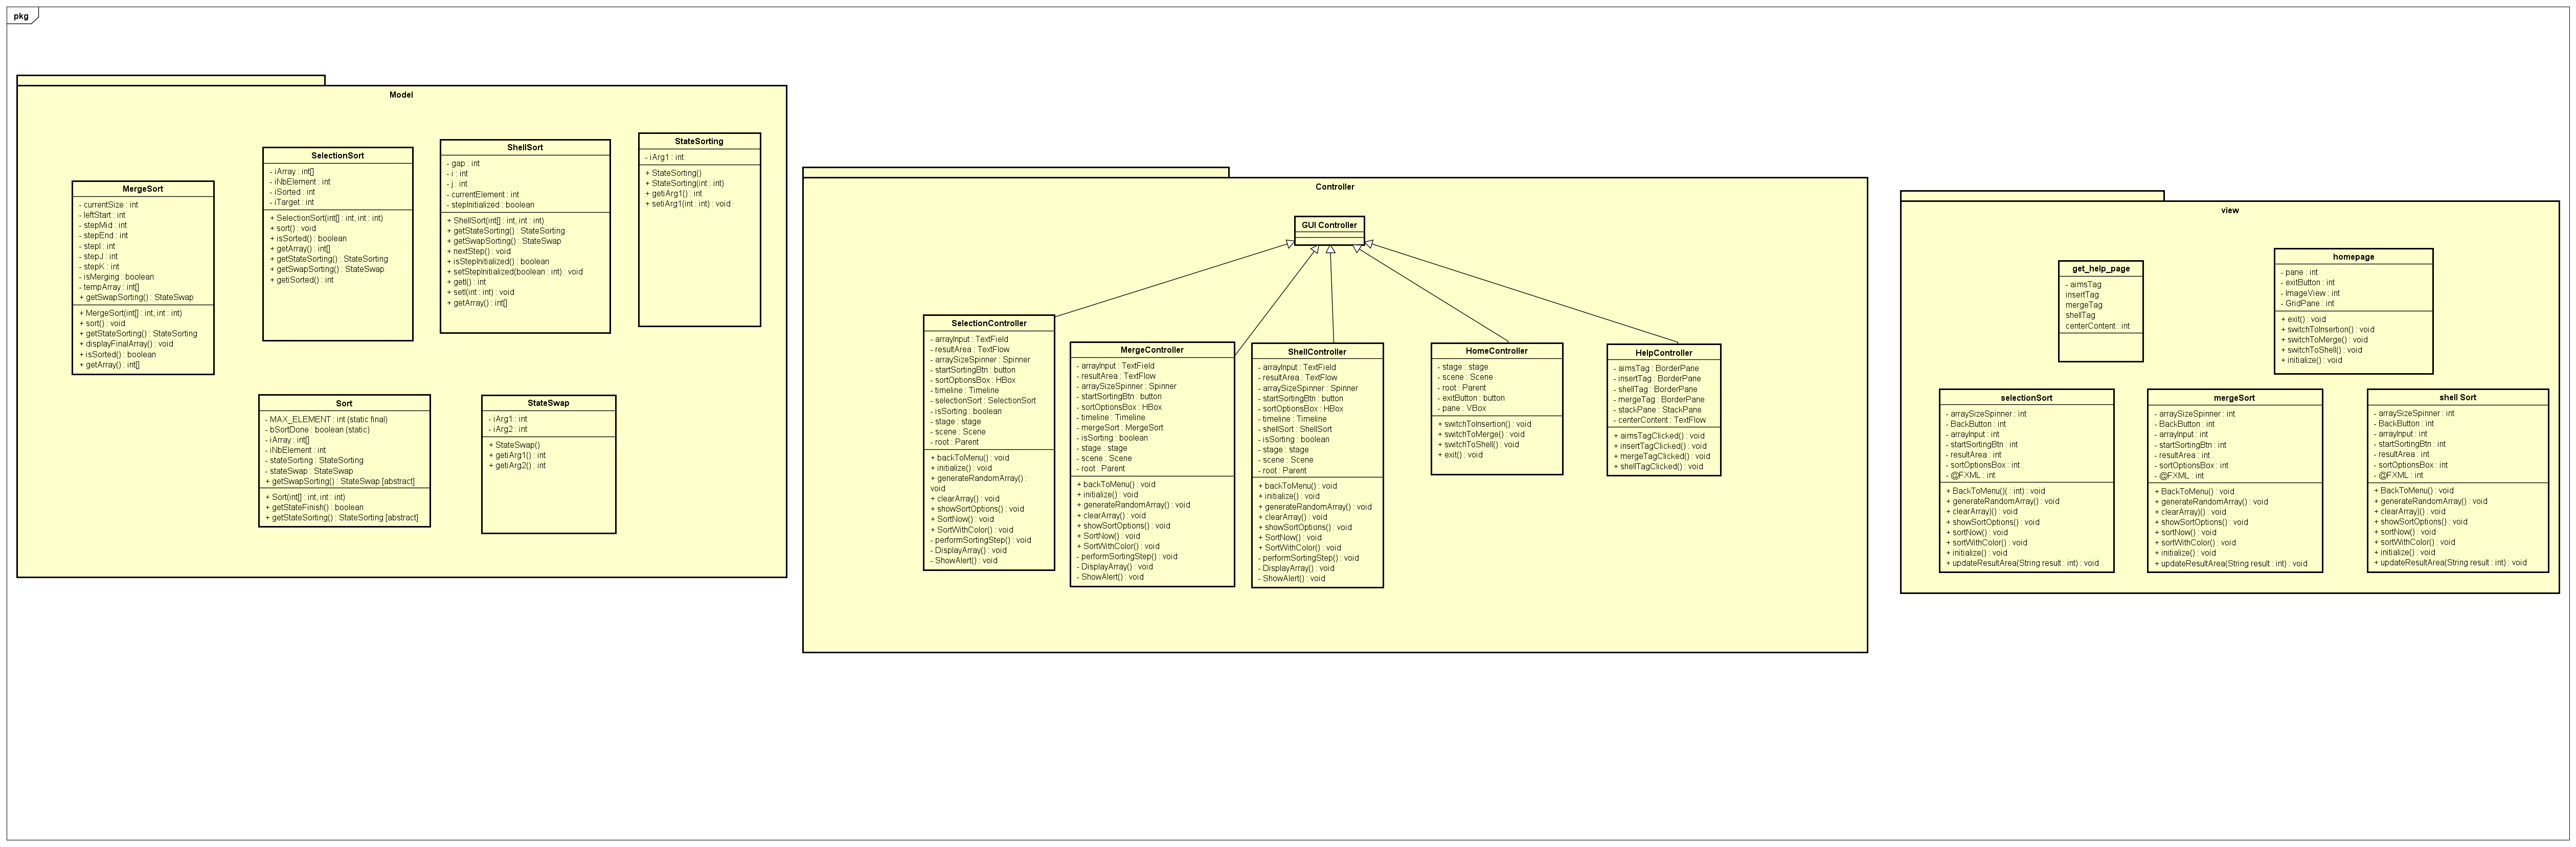 pkg
Model
MergeSort
- currentSize : int
- leftStart : int
- stepMid : int
- stepEnd : int
- stepI : int
- stepJ : int
- stepK : int
- isMerging : boolean
- tempArray : int[]
+ getSwapSorting() : StateSwap
+ MergeSort(int[] : int, int : int)
+ sort() : void
+ getStateSorting() : StateSorting
+ displayFinalArray() : void
+ isSorted() : boolean
+ getArray() : int[]
SelectionSort
- iArray : int[]
- iNbElement : int
- iSorted : int
- iTarget : int
+ SelectionSort(int[] : int, int : int)
+ sort() : void
+ isSorted() : boolean
+ getArray() : int[]
+ getStateSorting() : StateSorting
+ getSwapSorting() : StateSwap
+ getiSorted() : int
ShellSort
- gap : int
- i : int
- j : int
- currentElement : int
- stepInitialized : boolean
+ ShellSort(int[] : int, int : int)
+ getStateSorting() : StateSorting
+ getSwapSorting() : StateSwap
+ nextStep() : void
+ isStepInitialized() : boolean
+ setStepInitialized(boolean : int) : void
+ getI() : int
+ setI(int : int) : void
+ getArray() : int[]
StateSorting
- iArg1 : int
+ StateSorting()
+ StateSorting(int : int)
+ getiArg1() : int
+ setiArg1(int : int) : void
Sort
- MAX_ELEMENT : int (static final)
- bSortDone : boolean (static)
- iArray : int[]
- iNbElement : int
- stateSorting : StateSorting
- stateSwap : StateSwap
+ getSwapSorting() : StateSwap [abstract]
+ Sort(int[] : int, int : int)
+ getStateFinish() : boolean
+ getStateSorting() : StateSorting [abstract]
StateSwap
- iArg1 : int
- iArg2 : int
+ StateSwap()
+ getiArg1() : int
+ getiArg2() : int
Controller
GUI Controller
SelectionController
- arrayInput : TextField
- resultArea : TextFlow
- arraySizeSpinner : Spinner
- startSortingBtn : button
- sortOptionsBox : HBox
- timeline : Timeline
- selectionSort : SelectionSort
- isSorting : boolean
- stage : stage
- scene : Scene
- root : Parent
+ backToMenu() : void
+ initialize() : void
+ generateRandomArray() :
void
+ clearArray() : void
+ showSortOptions() : void
+ SortNow() : void
+ SortWithColor() : void
- performSortingStep() : void
- DisplayArray() : void
- ShowAlert() : void
MergeController
- arrayInput : TextField
- resultArea : TextFlow
- arraySizeSpinner : Spinner
- startSortingBtn : button
- sortOptionsBox : HBox
- timeline : Timeline
- mergeSort : MergeSort
- isSorting : boolean
- stage : stage
- scene : Scene
- root : Parent
+ backToMenu() : void
+ initialize() : void
+ generateRandomArray() : void
+ clearArray() : void
+ showSortOptions() : void
+ SortNow() : void
+ SortWithColor() : void
- performSortingStep() : void
- DisplayArray() : void
- ShowAlert() : void
ShellController
- arrayInput : TextField
- resultArea : TextFlow
- arraySizeSpinner : Spinner
- startSortingBtn : button
- sortOptionsBox : HBox
- timeline : Timeline
- shellSort : ShellSort
- isSorting : boolean
- stage : stage
- scene : Scene
- root : Parent
+ backToMenu() : void
+ initialize() : void
+ generateRandomArray() : void
+ clearArray() : void
+ showSortOptions() : void
+ SortNow() : void
+ SortWithColor() : void
- performSortingStep() : void
- DisplayArray() : void
- ShowAlert() : void
HomeController
- stage : stage
- scene : Scene
- root : Parent
- exitButton : button
- pane : VBox
+ switchToInsertion() : void
+ switchToMerge() : void
+ switchToShell() : void
+ exit() : void
HelpController
- aimsTag : BorderPane
- insertTag : BorderPane
- shellTag : BorderPane
- mergeTag : BorderPane
- stackPane : StackPane
- centerContent : TextFlow
+ aimsTagClicked() : void
+ insertTagClicked() : void
+ mergeTagClicked() : void
+ shellTagClicked() : void
view
get_help_page
- aimsTag
insertTag
mergeTag
shellTag
centerContent : int
homepage
- pane : int
- exitButton : int
- ImageView : int
- GridPane : int
+ exit() : void
+ switchToInsertion() : void
+ switchToMerge() : void
+ switchToShell() : void
+ initialize() : void
selectionSort
- arraySizeSpinner : int
- BackButton : int
- arrayInput : int
- startSortingBtn : int
- resultArea : int
- sortOptionsBox : int
- @FXML : int
+ BackToMenu()( : int) : void
+ generateRandomArray() : void
+ clearArray)() : void
+ showSortOptions() : void
+ sortNow() : void
+ sortWithColor() : void
+ initialize() : void
+ updateResultArea(String result : int) : void
mergeSort
- arraySizeSpinner : int
- BackButton : int
- arrayInput : int
- startSortingBtn : int
- resultArea : int
- sortOptionsBox : int
- @FXML : int
+ BackToMenu() : void
+ generateRandomArray() : void
+ clearArray)() : void
+ showSortOptions() : void
+ sortNow() : void
+ sortWithColor() : void
+ initialize() : void
+ updateResultArea(String result : int) : void
shell Sort
- arraySizeSpinner : int
- BackButton : int
- arrayInput : int
- startSortingBtn : int
- resultArea : int
- sortOptionsBox : int
- @FXML : int
+ BackToMenu() : void
+ generateRandomArray() : void
+ clearArray)() : void
+ showSortOptions() : void
+ sortNow() : void
+ sortWithColor() : void
+ initialize() : void
+ updateResultArea(String result : int) : void